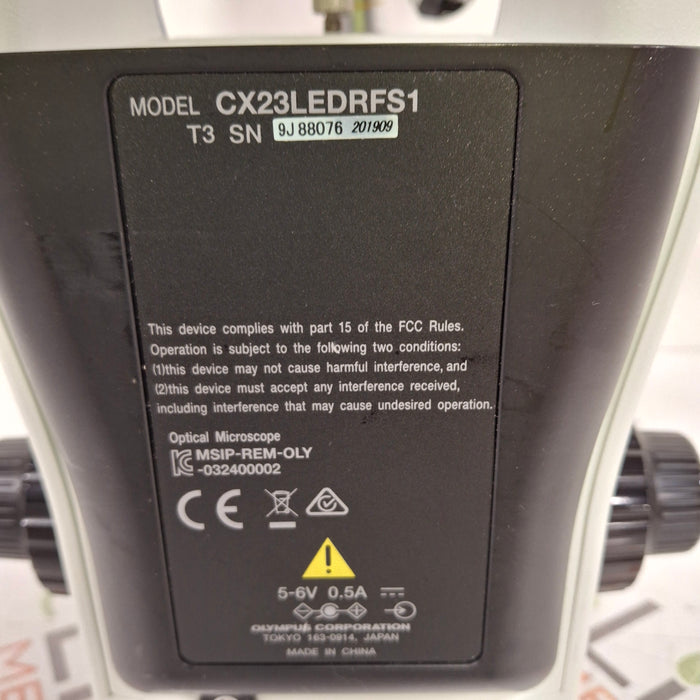 MODEL CX23LEDRFS1
T3 SN 9J88076 201909
This device complies with part 15 of the FCC Rules.
Operation is subject to the following two conditions:
(1)this device may not cause harmful interference, and
(2)this device must accept any interference received,
including interference that may cause undesired operation.
Optical Microscope
MSIP-REM-OLY
-032400002
CE
5-6V 0.5A
OLYMPUS CORPORATION
TOKYO 163-0914, JAPAN
MADE IN CHINA